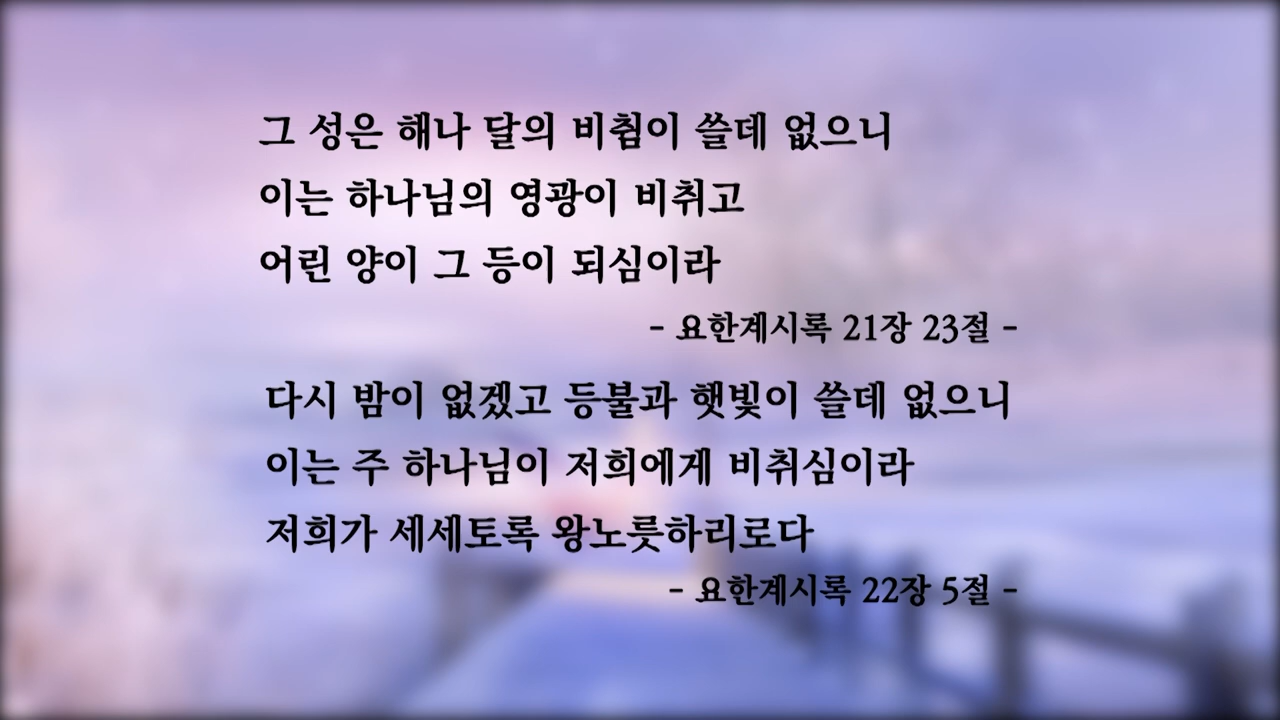 그 성은 해나 달의 비췸이 쓸데 없으니
이는 하나님의 영광이 비취고
어린 양이 그 등이 되심이라
- 요한계시록 21장 23절 -
다시 밤이 없겠고 등불과 햇빛이 쓸데 없으니
이는 주 하나님이 저희에게 비취심이라
저희가 세세토록 왕노릇하리로다
- 요한계시록 22장 5절 -